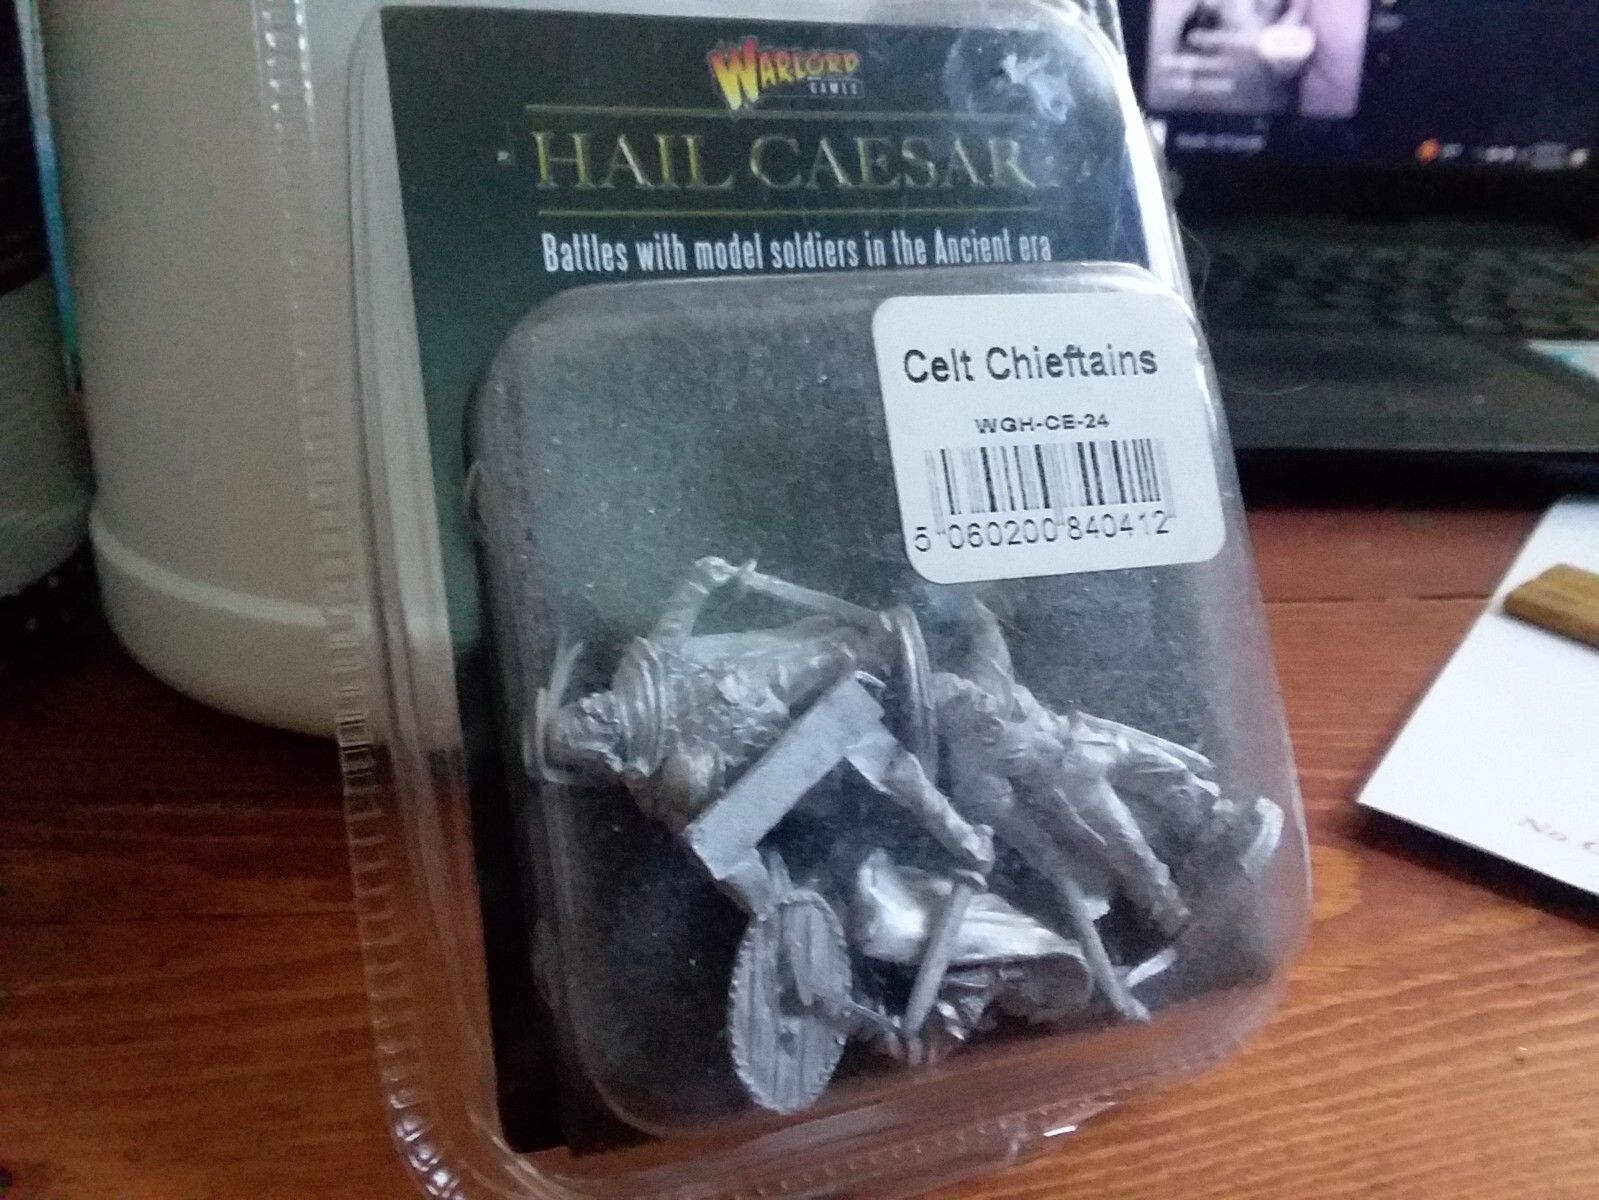 WARLORD
GAMES
HAIL CAESAR
Battles with model soldiers in the Ancient era
Celt Chieftains
WGH-CE-24
5 060200 840412
No